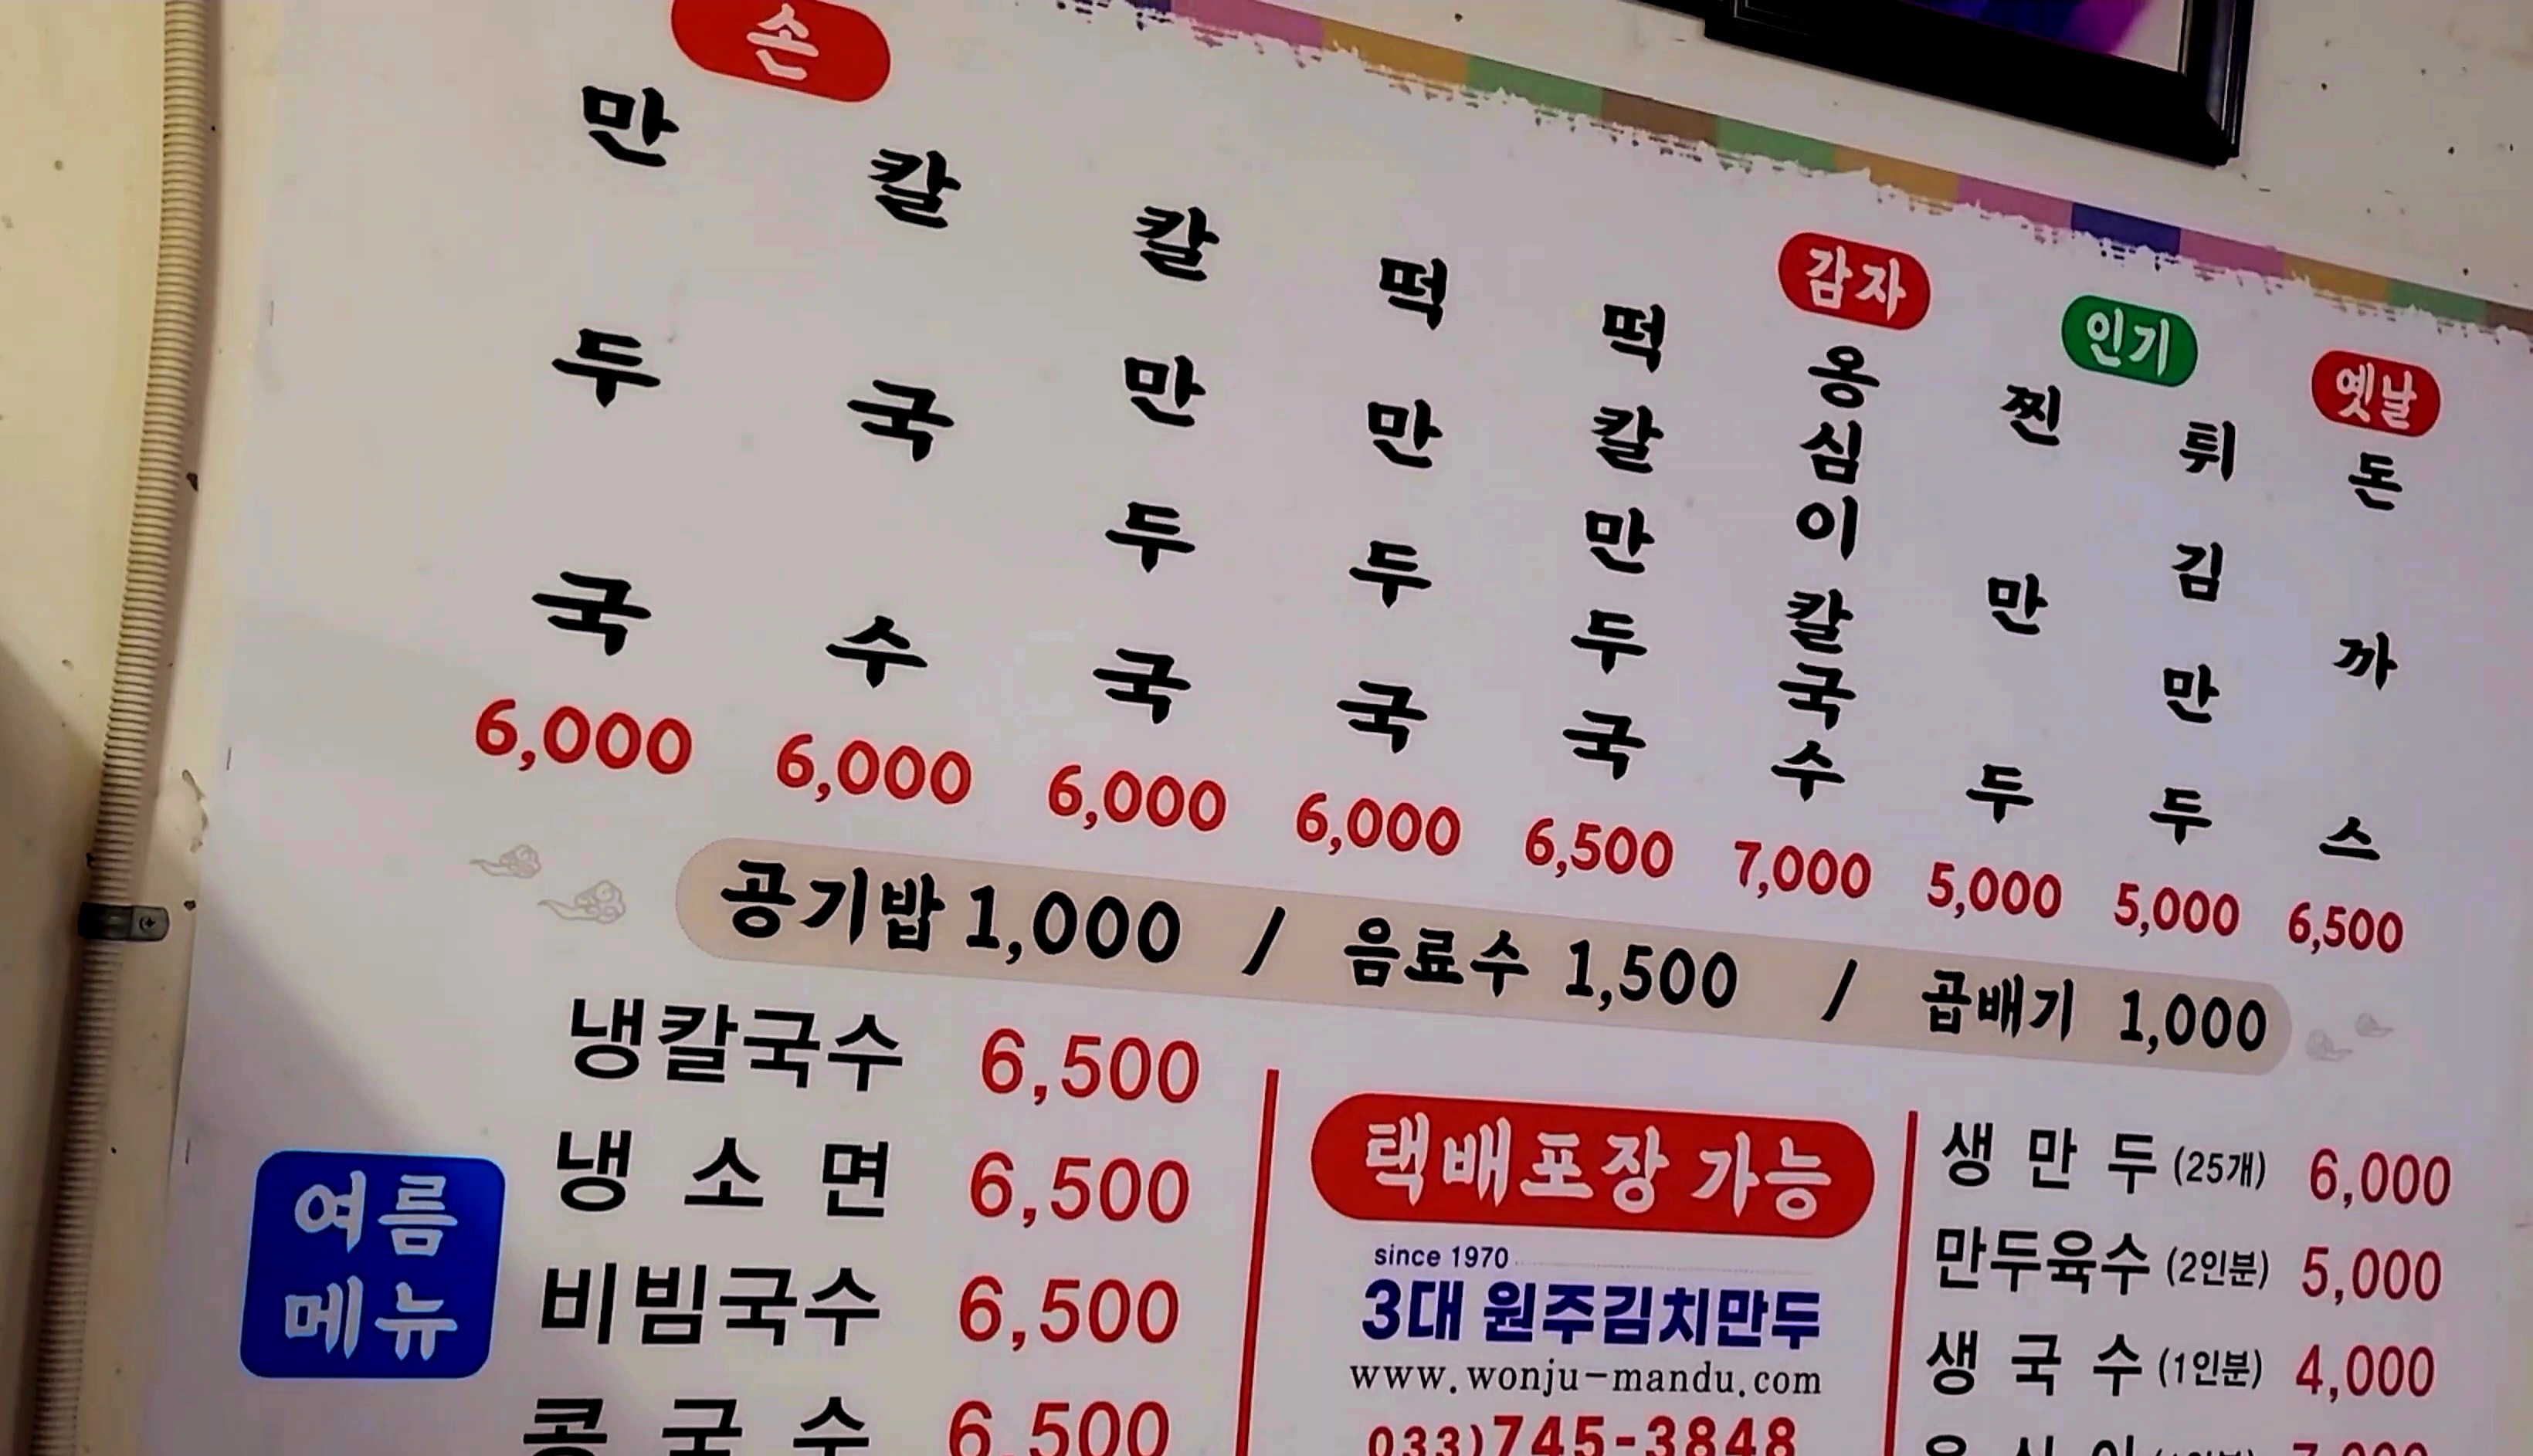 손
만두국 6,000
칼국수 6,000
칼만두국 6,000
떡만두국 6,000
떡칼만두국 6,500
감자
옹심이칼국수 7,000
인기
찐만두 5,000
튀김만두 5,000
옛날
돈까스 6,500
공기밥 1,000 / 음료수 1,500 / 곱배기 1,000
여름
메뉴
냉칼국수 6,500
냉소면 6,500
비빔국수 6,500
콩국수 6,500
택배포장 가능
since 1970
3대 원주김치만두
www.wonju-mandu.com
033)745-3848
생만두 (25개) 6,000
만두육수 (2인분) 5,000
생국수 (1인분) 4,000